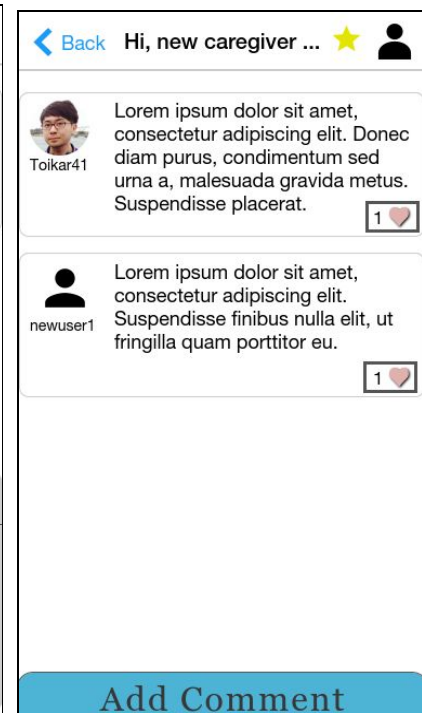 Back Hi, new caregiver ...
Lorem ipsum dolor sit amet,
consectetur adipiscing elit. Donec
diam purus, condimentum sed
urna a, malesuada gravida metus.
Suspendisse placerat.
Toikar41
1
Lorem ipsum dolor sit amet,
consectetur adipiscing elit.
Suspendisse finibus nulla elit, ut
fringilla quam porttitor eu.
newuser1
1
Add Comment